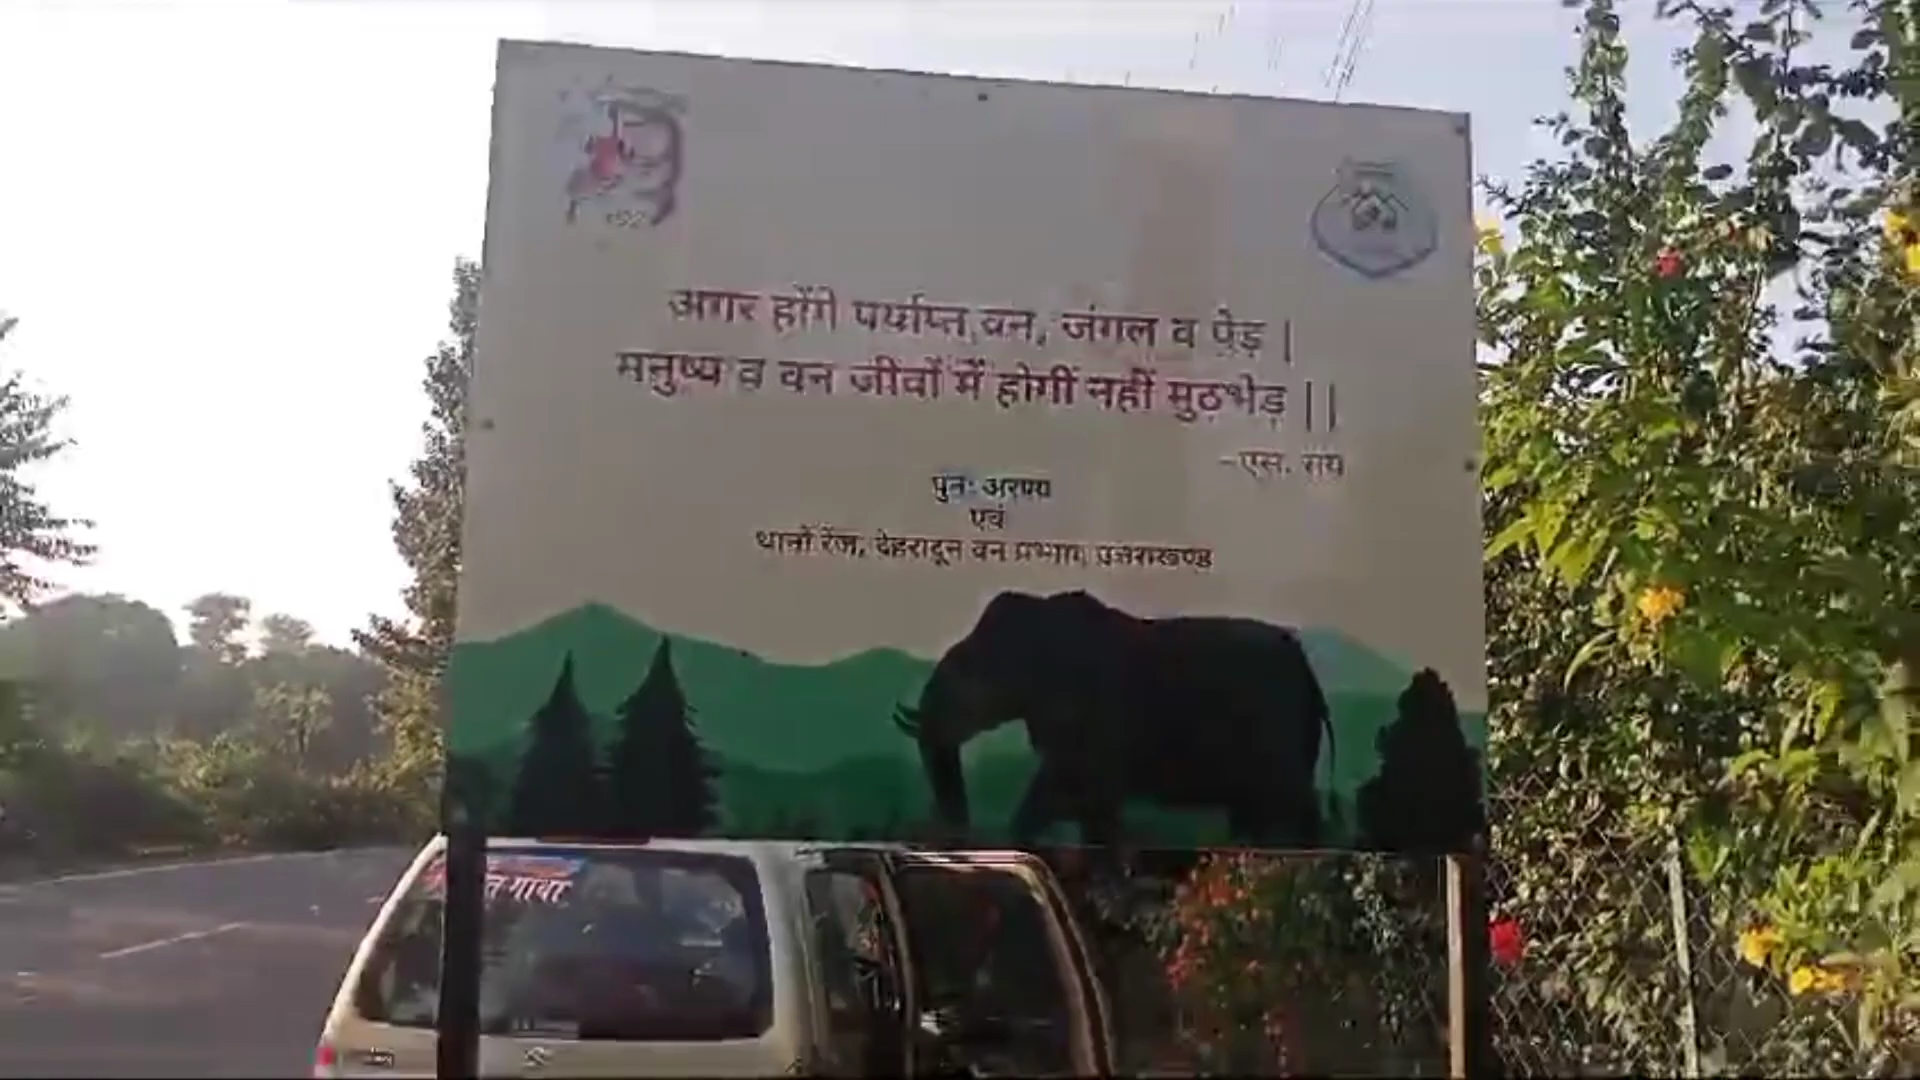 अगर होंगे पर्याप्त वन, जंगल व पेड़ |
मनुष्य व वन जीवों में होगीं नहीं मुठभेड़ ||
-एस. राय
पुनः अरण्य
एवं
थानों रेंज, देहरादून वन प्रभाग, उत्तराखण्ड